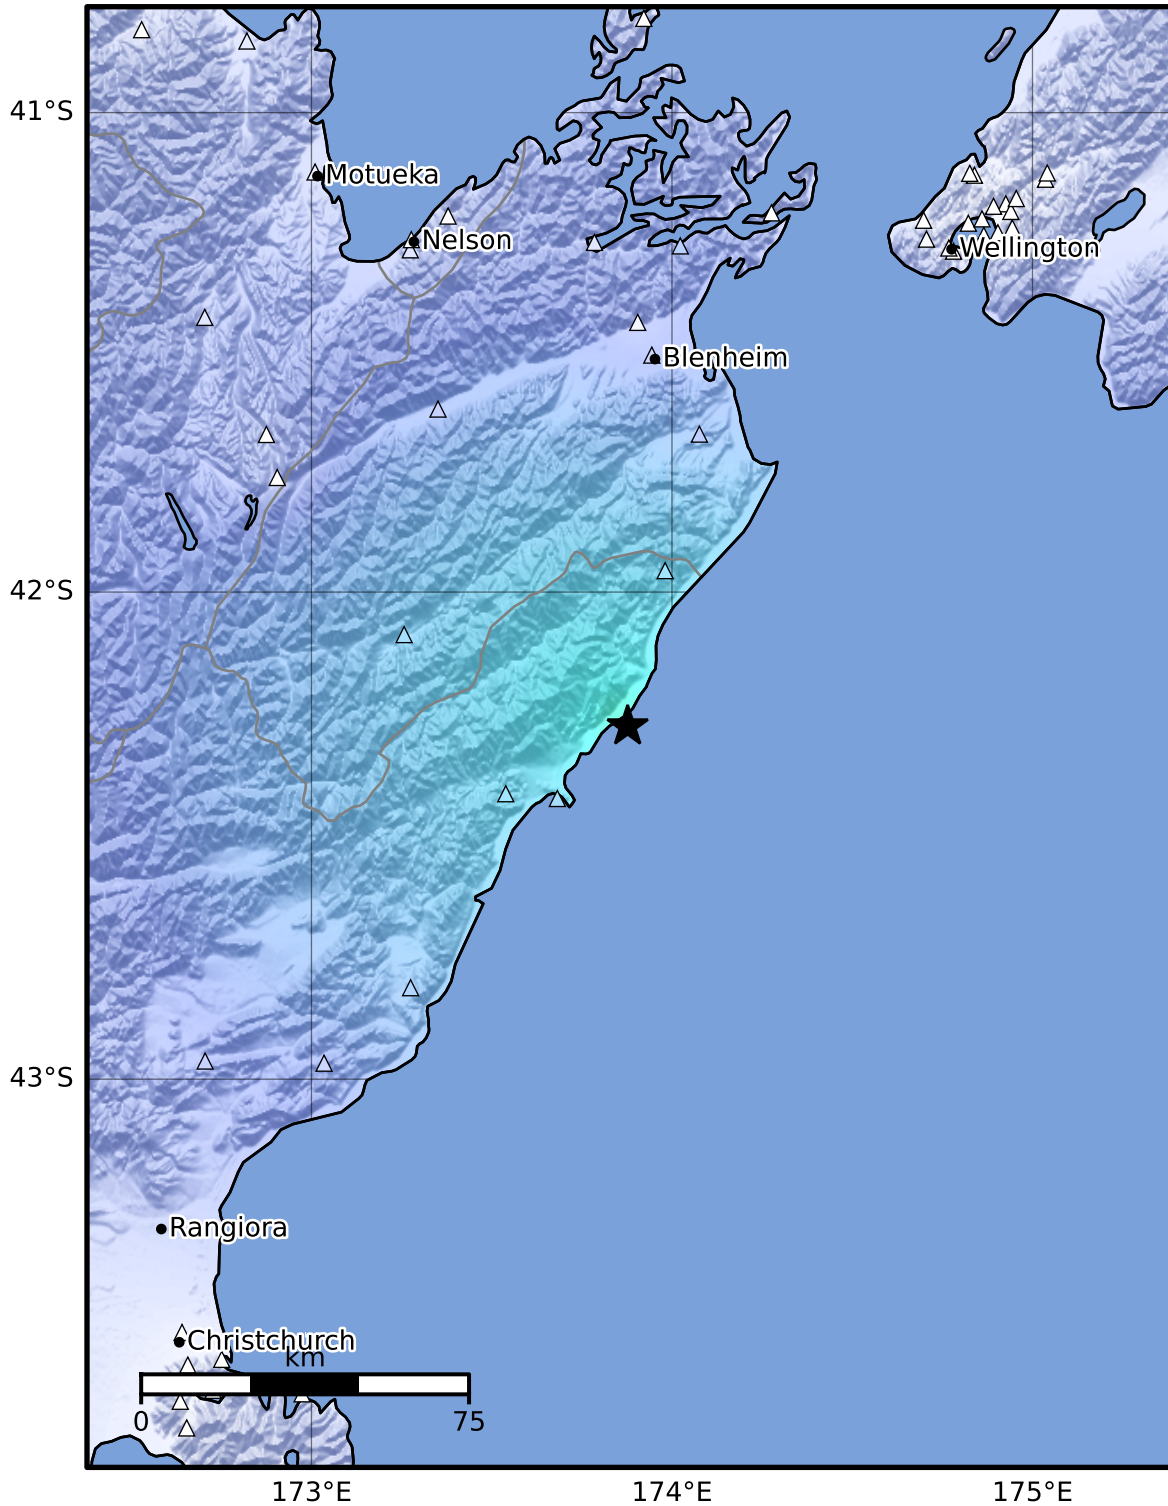 41°S
Motueka
Nelson
Wellington
Blenheim
42°S
43°S
Rangiora
Christchurch
km
0 75
173°E 174°E 175°E